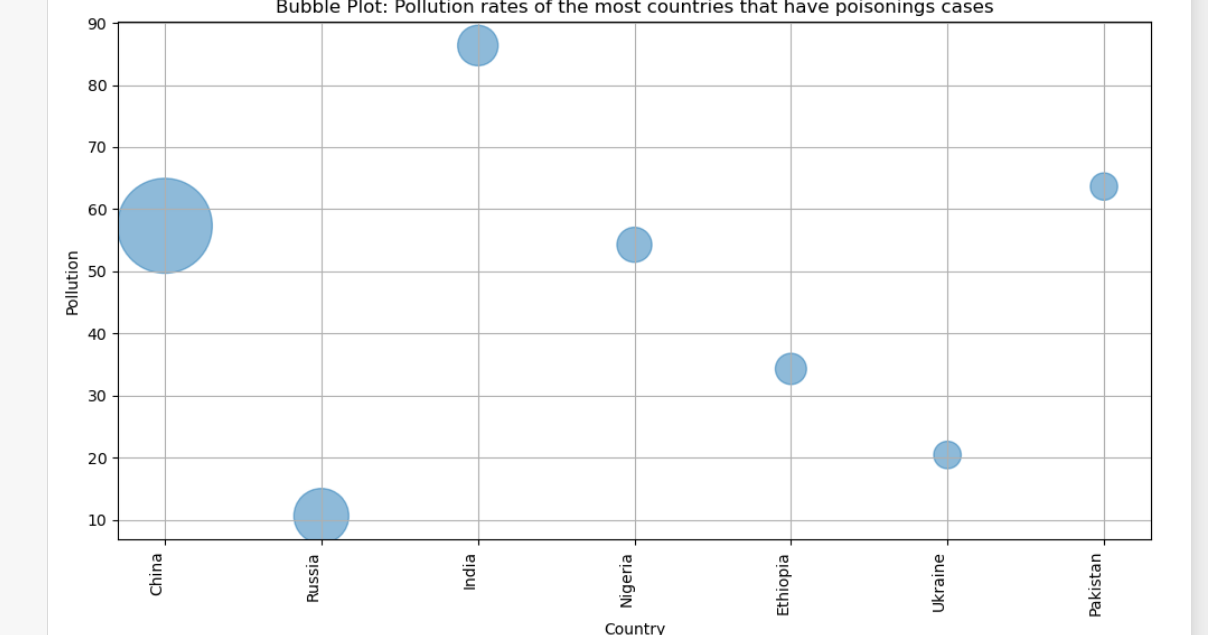 Bubble Plot: Pollution rates of the most countries that have poisonings cases
90
80
70
60
50
40
30
20
10
Pollution
China
Russia
India
Nigeria
Ethiopia
Ukraine
Pakistan
Country